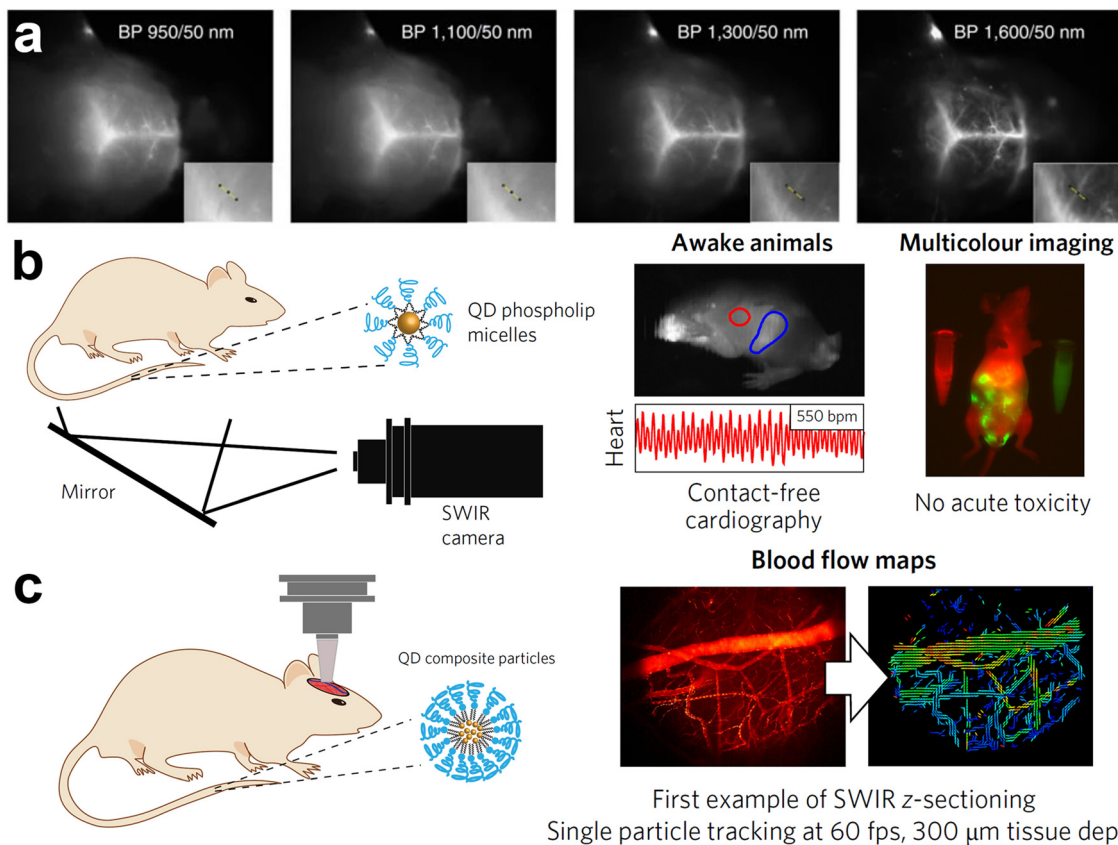 a
BP 950/50 nm
BP 1,100/50 nm
BP 1,300/50 nm
BP 1,600/50 nm
b
QD phospholip
micelles
Mirror
SWIR
camera
Awake animals
Heart
550 bpm
Contact-free
cardiography
Multicolour imaging
No acute toxicity
c
QD composite particles
Blood flow maps
First example of SWIR z-sectioning
Single particle tracking at 60 fps, 300 μm tissue dep